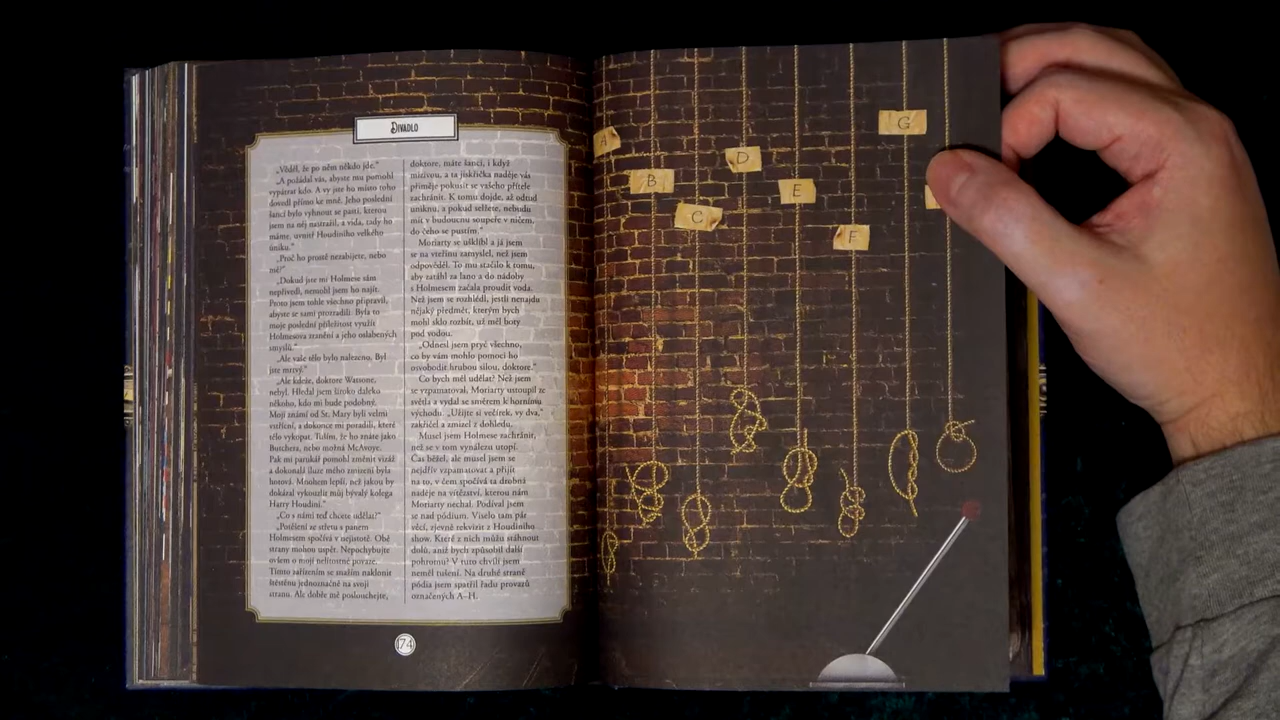 Divadlo
„Věděl, že po něm někdo jde.“
„A požádal vás, abyste mu pomohl
vypátrat kdo. A vy jste ho místo toho
dovedl přímo ke mně. Jeho poslední
šancí bylo vyhnout se pasti, kterou
jsem na něj nastražil, a vida, tady ho
máme, uvnitř Houdiniho velkého
úniku.“
„Proč ho prostě nezabijete, nebo
mě?“
„Dokud jste mi Holmese sám
nepřivedl, nemohl jsem ho najít.
Proto jsem tohle všechno připravil,
abyste se sami prozradili. Byla to
moje poslední příležitost využít
Holmesova zranění a jeho oslabených
smyslů.“
„Ale vaše tělo bylo nalezeno. Byl
jste mrtvý.“
„Ale kdeže, doktore Watsone,
nebyl. Hledal jsem široko daleko
někoho, kdo mi bude podobný.
Moji známí od St. Mary byli velmi
vstřícní, a dokonce mi poradili, které
tělo vykopat. Tuším, že ho znáte jako
Butchera, nebo možná McAvoye.
Pak mi parukář pomohl změnit vizáž
a dokonalá iluze mého zmizení byla
hotová. Mnohem lepší, než jakou by
dokázal vykouzlit můj bývalý kolega
Harry Houdini.“
„Co s námi teď chcete udělat?“
„Potěšení ze střetu s panem
Holmesem spočívá v nejistotě. Obě
strany mohou uspět. Nepochybujte
ovšem o mojí nelítostné povaze.
Tímto zařízením se snažím naklonit
štěstěnu jednoznačně na svoji
stranu. Ale dobře mě poslouchejte,
doktore, máte šanci, i když
mizivou, a ta jiskřička naděje vás
přiměje pokusit se vašeho přítele
zachránit. K tomu dojde, až odtud
uniknu, a pokud selžete, nebudu
mít v budoucnu soupeře v ničem,
do čeho se pustím.“
Moriarty se ušklíbl a já jsem
se na vteřinu zamyslel, než jsem
odpověděl. To mu stačilo k tomu,
aby zatáhl za lano a do nádoby
s Holmesem začala proudit voda.
Než jsem se rozhlédl, jestli nenajdu
nějaký předmět, kterým bych
mohl sklo rozbít, už měl boty
pod vodou.
„Odnesl jsem pryč všechno,
co by vám mohlo pomoci ho
osvobodit hrubou silou, doktore.“
Co bych měl udělat? Než jsem
se vzpamatoval, Moriarty ustoupil ze
světla a vydal se směrem k hornímu
východu. „Užijte si večírek, vy dva,“
zakřičel a zmizel z dohledu.
Musel jsem Holmese zachránit,
než se v tom vynálezu utopí.
Čas běžel, ale musel jsem se
nejdřív vzpamatovat a přijít
na to, v čem spočívá ta drobná
naděje na vítězství, kterou nám
Moriarty nechal. Podíval jsem
se nad pódium. Viselo tam pár
věcí, zjevně rekvizit z Houdiniho
show. Které z nich můžu stáhnout
dolů, aniž bych způsobil další
pohromu? V tuto chvíli jsem
neměl tušení. Na druhé straně
pódia jsem spatřil řadu provazů
označených A–H.
174
A
B
C
D
E
F
G